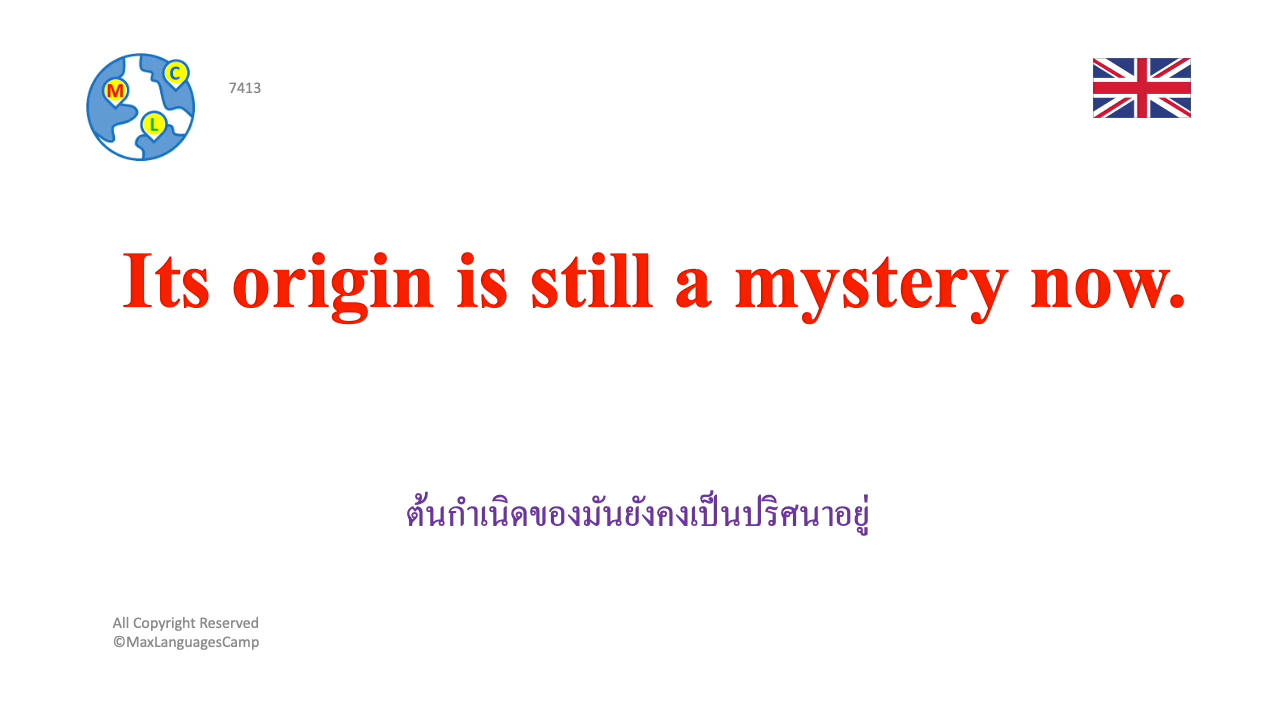 C
M
L
7413
Its origin is still a mystery now.
ต้นกำเนิดของมันยังคงเป็นปริศนาอยู่
All Copyright Reserved
©MaxLanguagesCamp